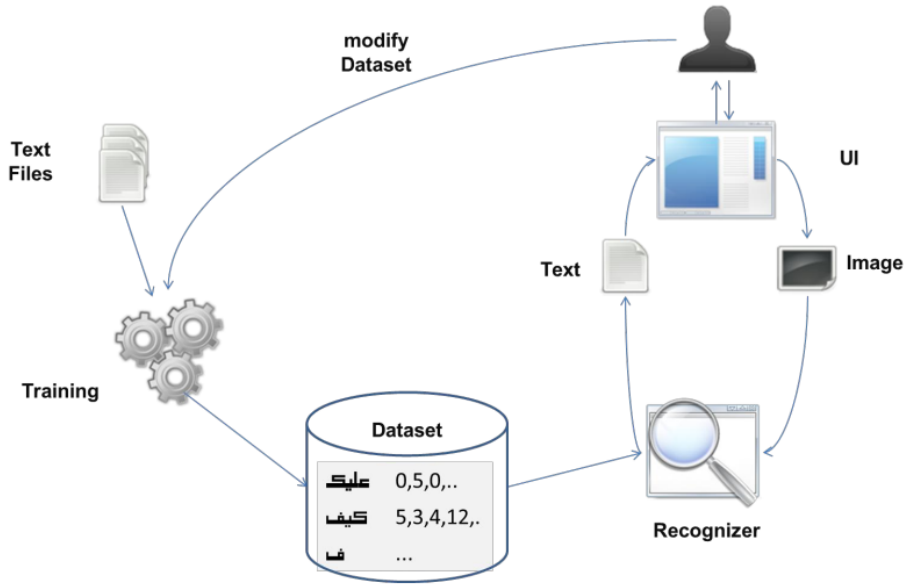 modify
Dataset
Text
Files
UI
Text
Image
Training
Dataset
عليك 0,5,0,..
كيف 5,3,4,12,.
ف ...
Recognizer